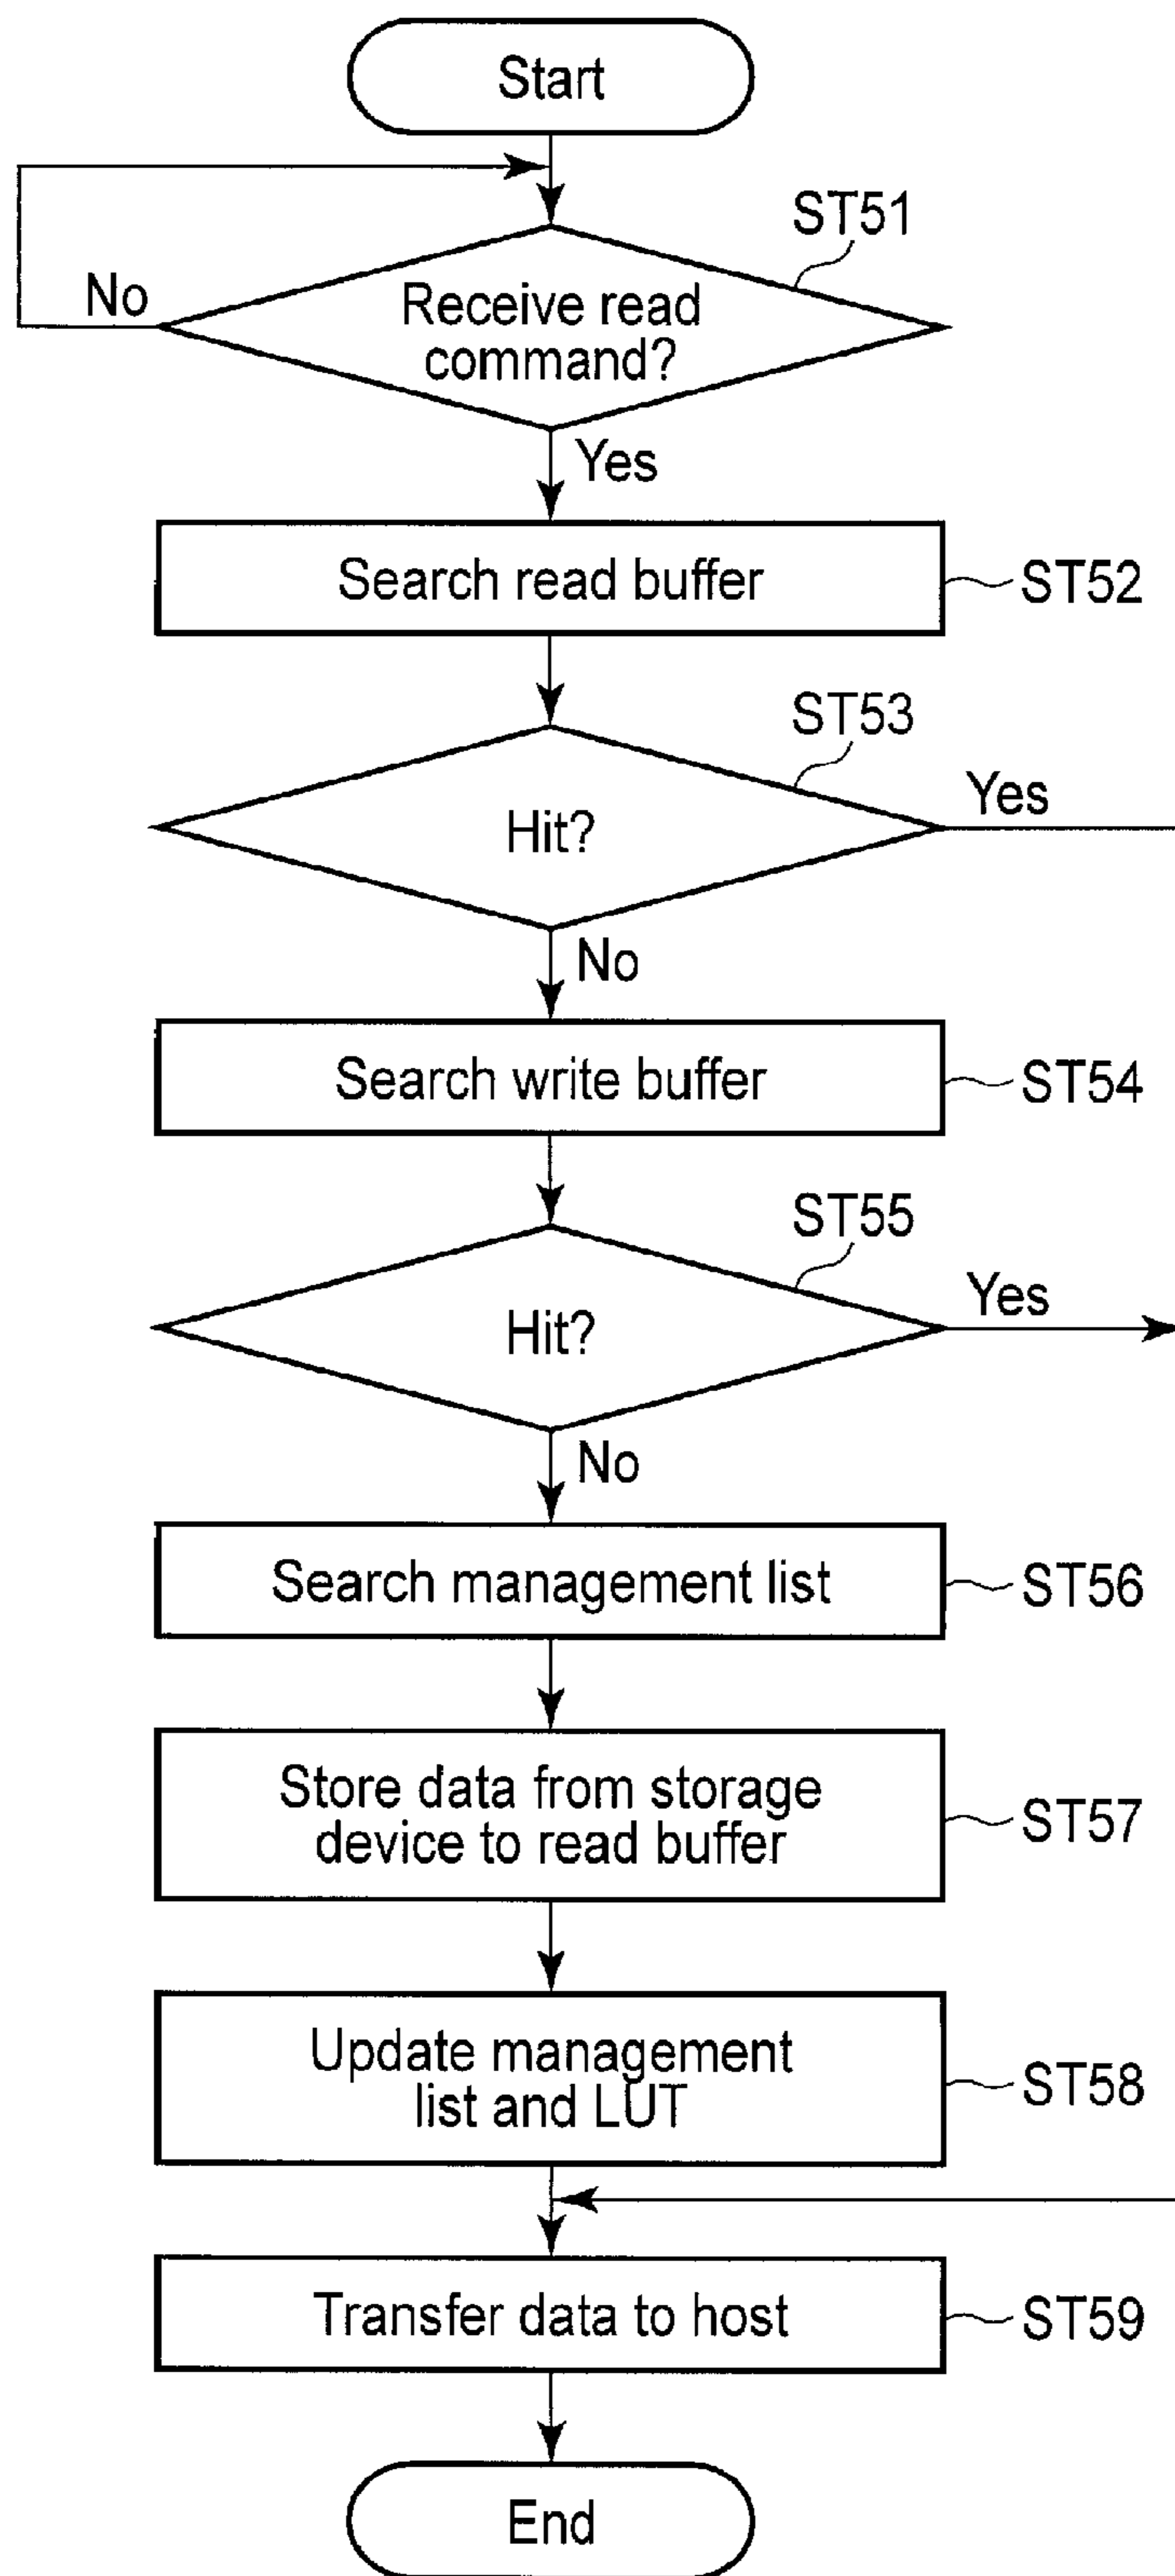 Start
ST51
No
Receive read
command?
Yes
Search read buffer
ST52
ST53
Yes
Hit?
No
Search write buffer
ST54
ST55
Yes
Hit?
No
Search management list
ST56
Store data from storage
device to read buffer
ST57
Update management
list and LUT
ST58
Transfer data to host
ST59
End